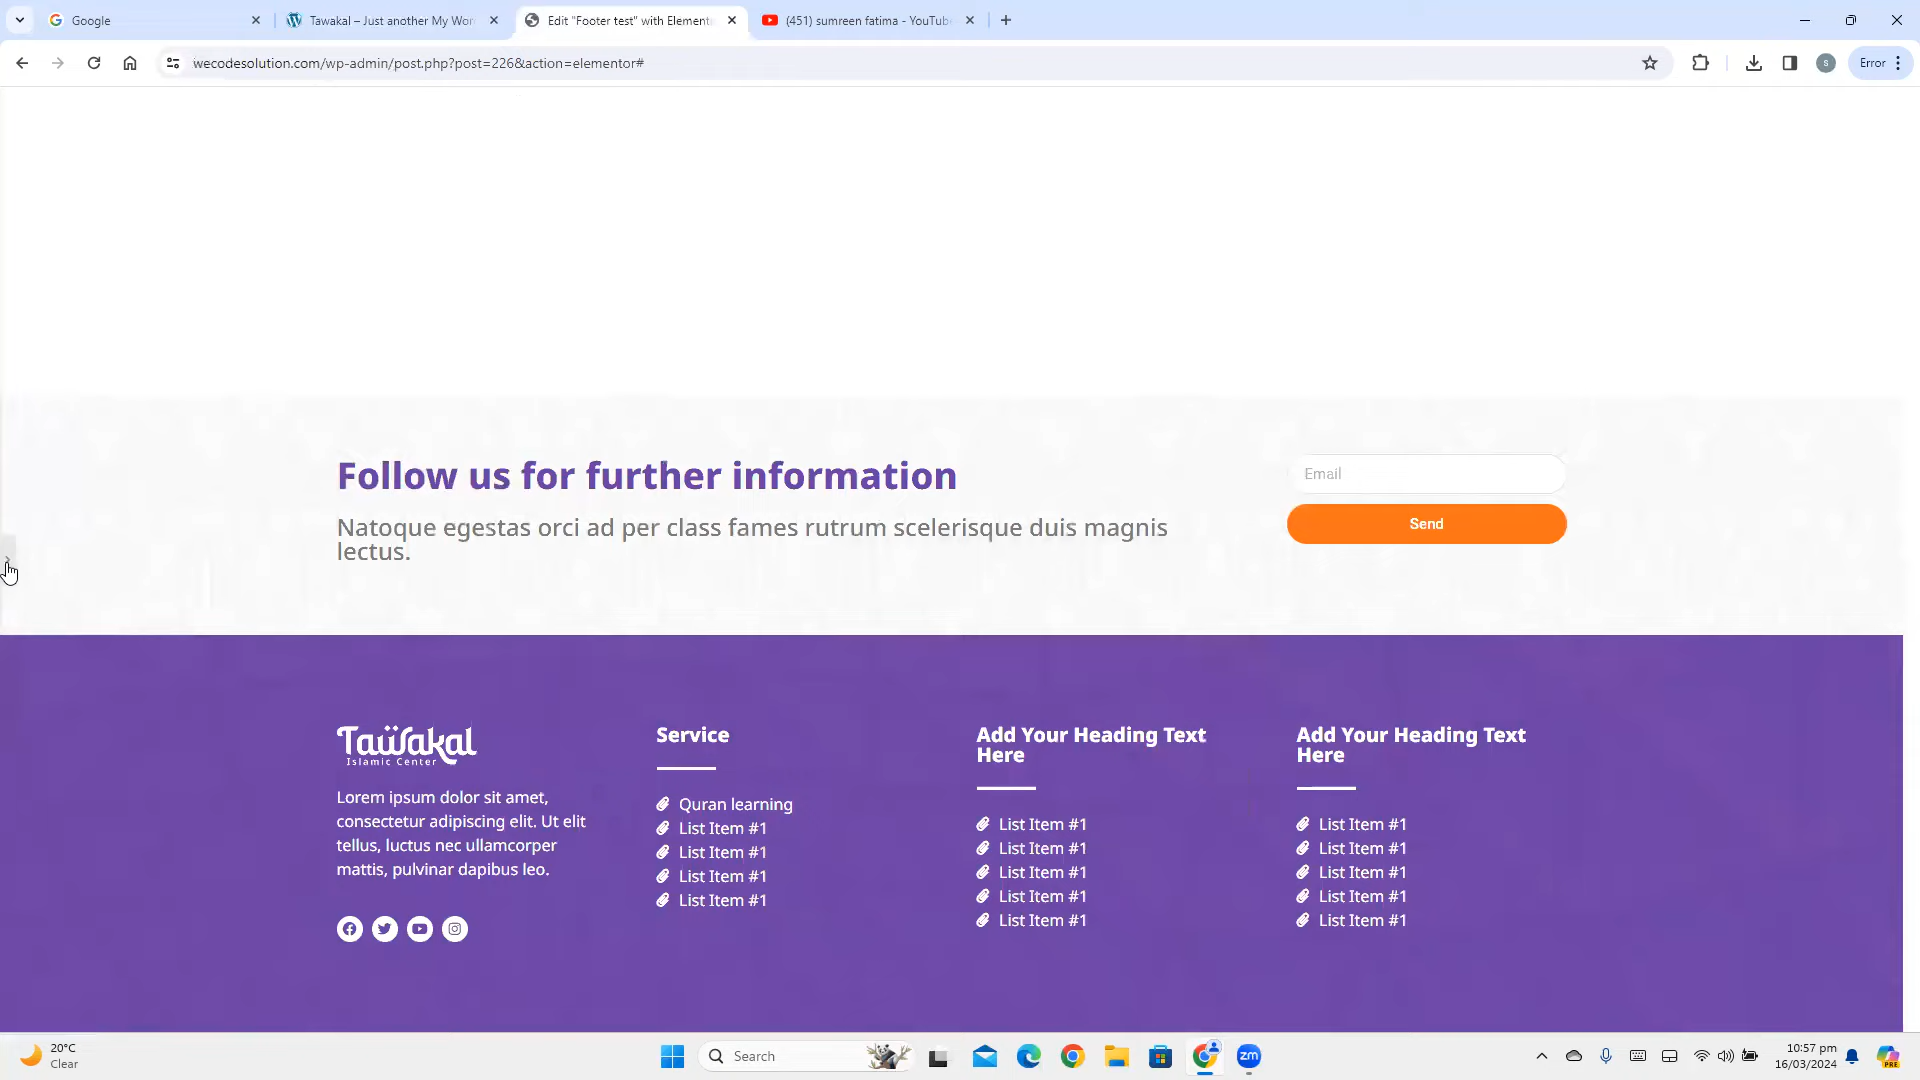 Google
Tawakal – Just another My Wor
Edit "Footer test" with Elemento
(451) sumreen fatima - YouTube
wecodesolution.com/wp-admin/post.php?post=226&action=elementor#
S
Error
Follow us for further information
Natoque egestas orci ad per class fames rutrum scelerisque duis magnis
lectus.
Email
Send
Tawakal
Islamic Center
Lorem ipsum dolor sit amet,
consectetur adipiscing elit. Ut elit
tellus, luctus nec ullamcorper
mattis, pulvinar dapibus leo.
Service
Quran learning
List Item #1
List Item #1
List Item #1
List Item #1
Add Your Heading Text
Here
List Item #1
List Item #1
List Item #1
List Item #1
List Item #1
Add Your Heading Text
Here
List Item #1
List Item #1
List Item #1
List Item #1
List Item #1
20°C
Clear
Search
zm
10:57 pm
16/03/2024
PRE